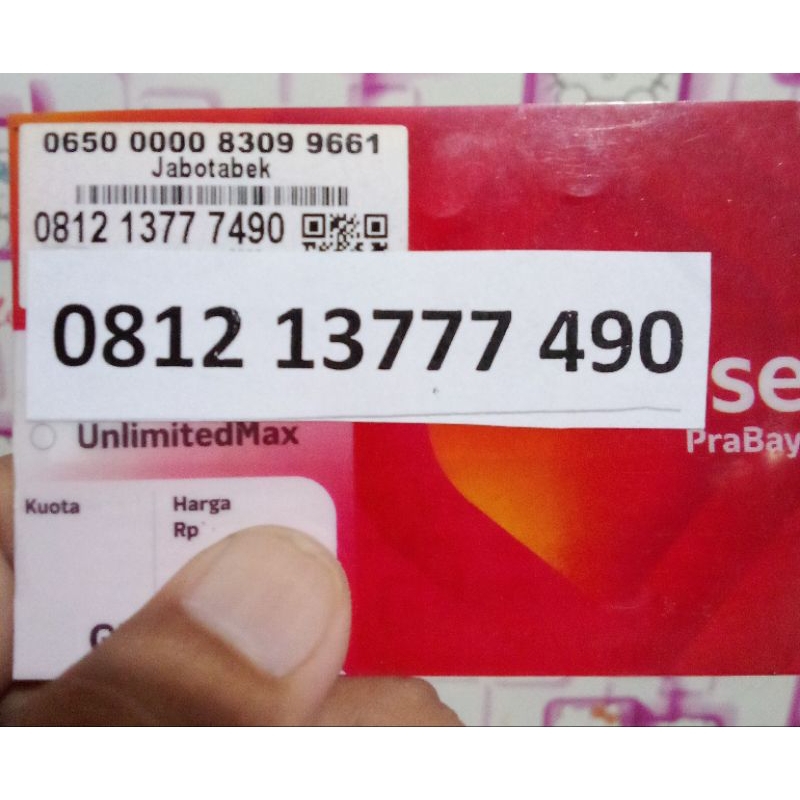 0650 0000 8309 9661
Jabotabek
0812 1377 7490
0812 13777 490
se
PraBay
UnlimitedMax
Kuota
Harga
Rp